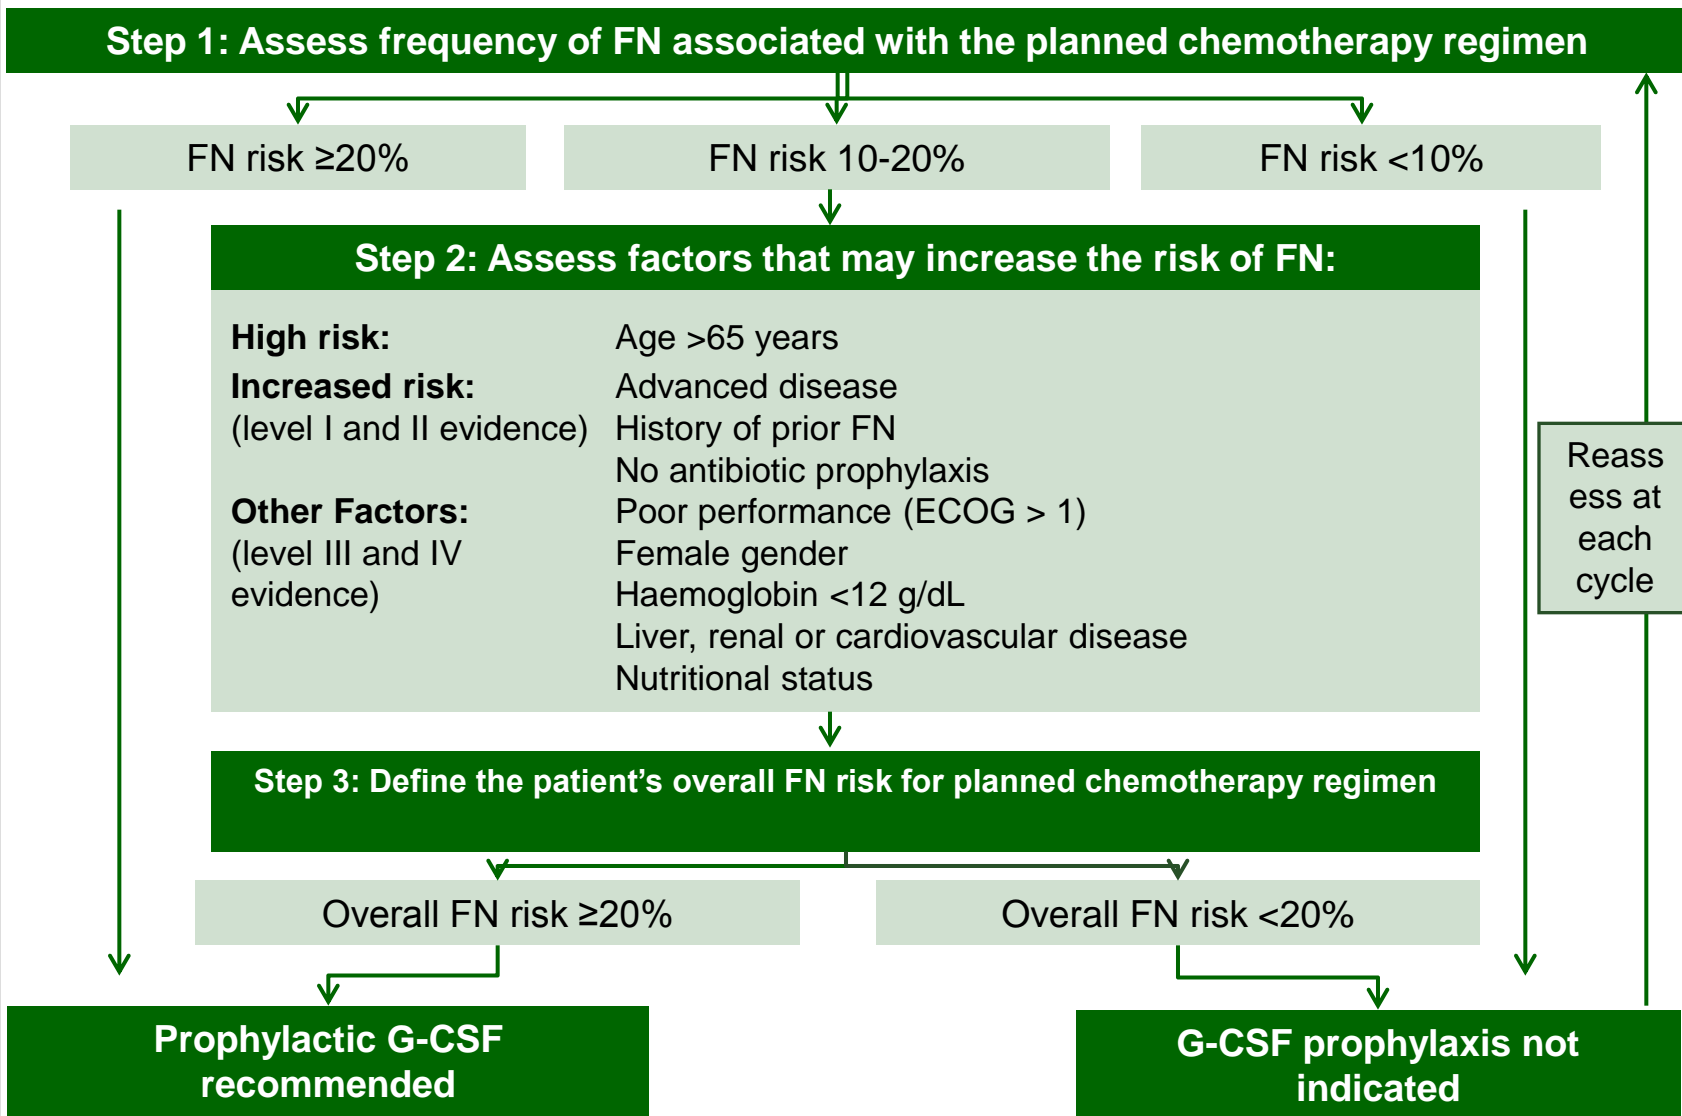 Step 1: Assess frequency of FN associated with the planned chemotherapy regimen
FN risk ≥20%
FN risk 10-20%
FN risk <10%
Step 2: Assess factors that may increase the risk of FN:
High risk: Age >65 years
Increased risk: Advanced disease
(level I and II evidence) History of prior FN
No antibiotic prophylaxis
Other Factors: Poor performance (ECOG > 1)
(level III and IV Female gender
evidence) Haemoglobin <12 g/dL
Liver, renal or cardiovascular disease
Nutritional status
Reass
ess at
each
cycle
Step 3: Define the patient’s overall FN risk for planned chemotherapy regimen
Overall FN risk ≥20%
Overall FN risk <20%
Prophylactic G-CSF
recommended
G-CSF prophylaxis not
indicated